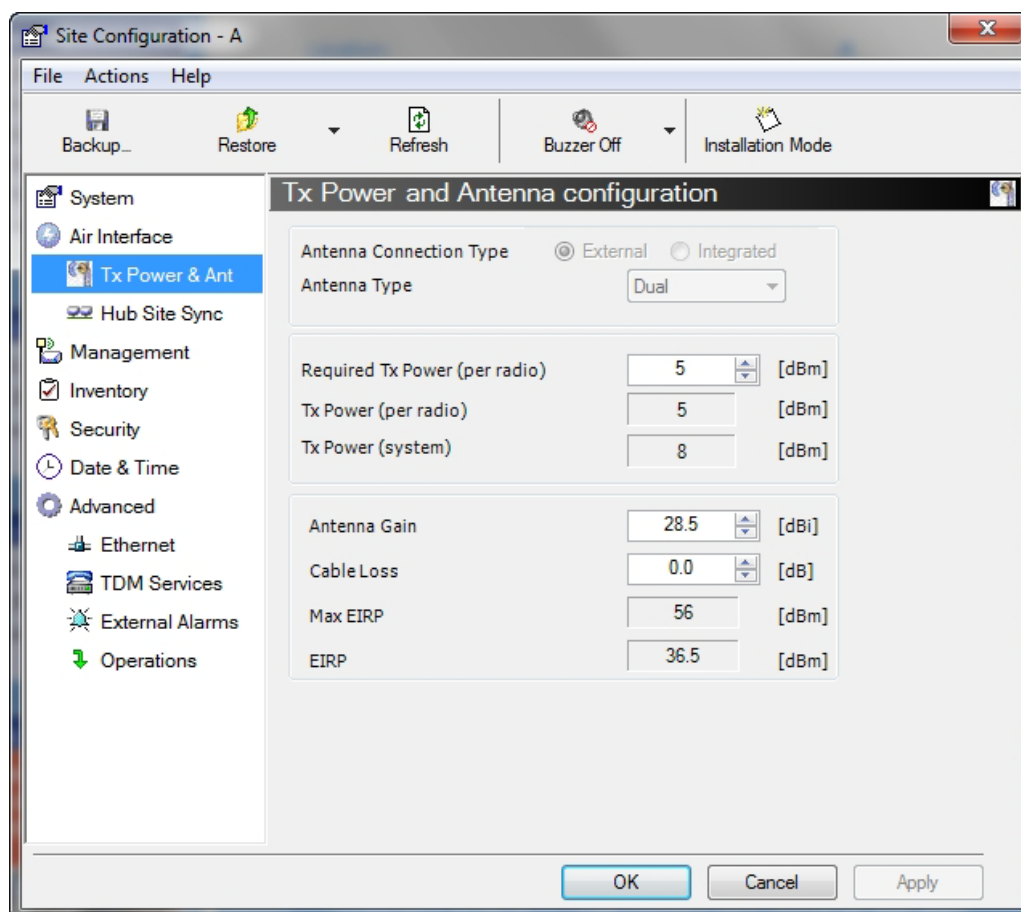 Site Configuration - A
x
File Actions Help
Backup... Restore Refresh Buzzer Off Installation Mode
System
Air Interface
Tx Power & Ant
Hub Site Sync
Management
Inventory
Security
Date & Time
Advanced
Ethernet
TDM Services
External Alarms
Operations
Tx Power and Antenna configuration
Antenna Connection Type External Integrated
Antenna Type Dual
Required Tx Power (per radio) 5 [dBm]
Tx Power (per radio) 5 [dBm]
Tx Power (system) 8 [dBm]
Antenna Gain 28.5 [dBi]
Cable Loss 0.0 [dB]
Max EIRP 56 [dBm]
EIRP 36.5 [dBm]
OK Cancel Apply